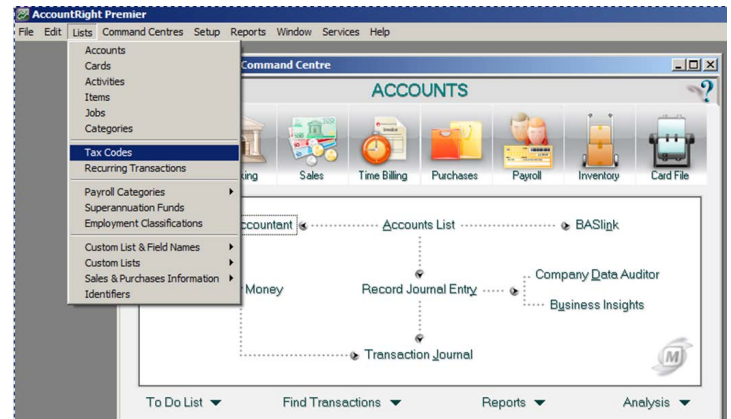 AccountRight Premier
File Edit Lists Command Centres Setup Reports Window Services Help
Accounts
Cards
Activities
Items
Jobs
Categories
Tax Codes
Recurring Transactions
Payroll Categories
Superannuation Funds
Employment Classifications
Custom List & Field Names
Custom Lists
Sales & Purchases Information
Identifiers
Command Centre
ACCOUNTS
king Sales Time Billing Purchases Payroll Inventory Card File
ccountant Accounts List BASlink
Money Record Journal Entry Company Data Auditor
Business Insights
Transaction Journal
M
To Do List Find Transactions Reports Analysis